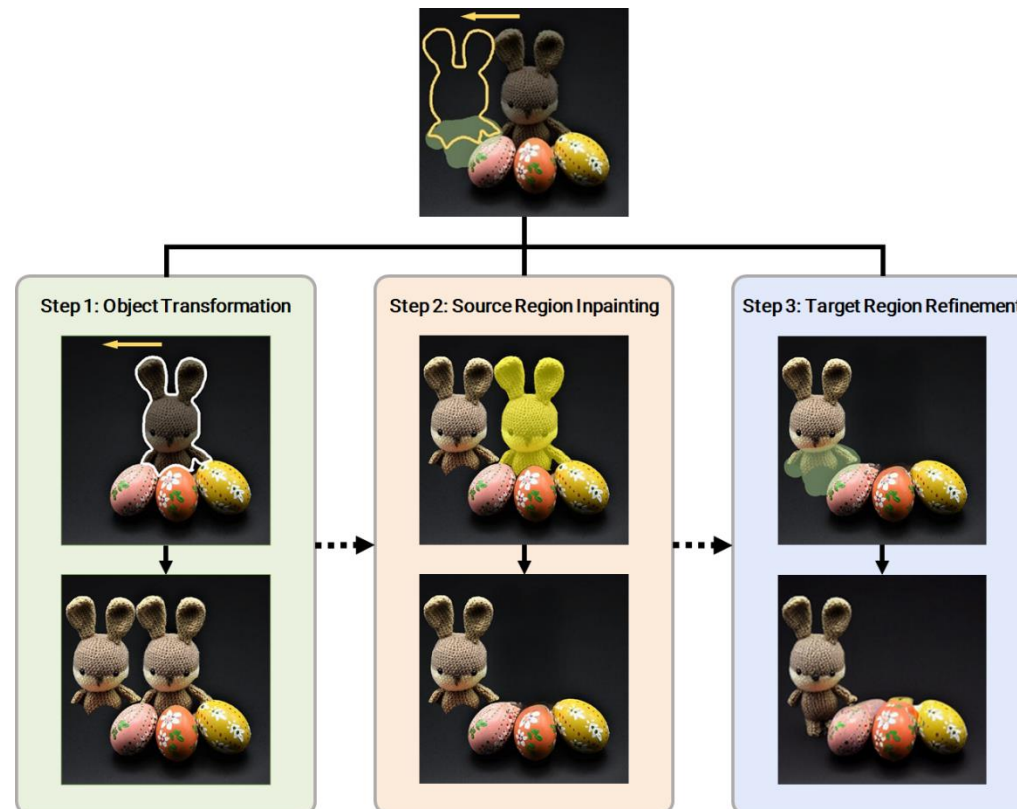 Step 1: Object Transformation
Step 2: Source Region Inpainting
Step 3: Target Region Refinement